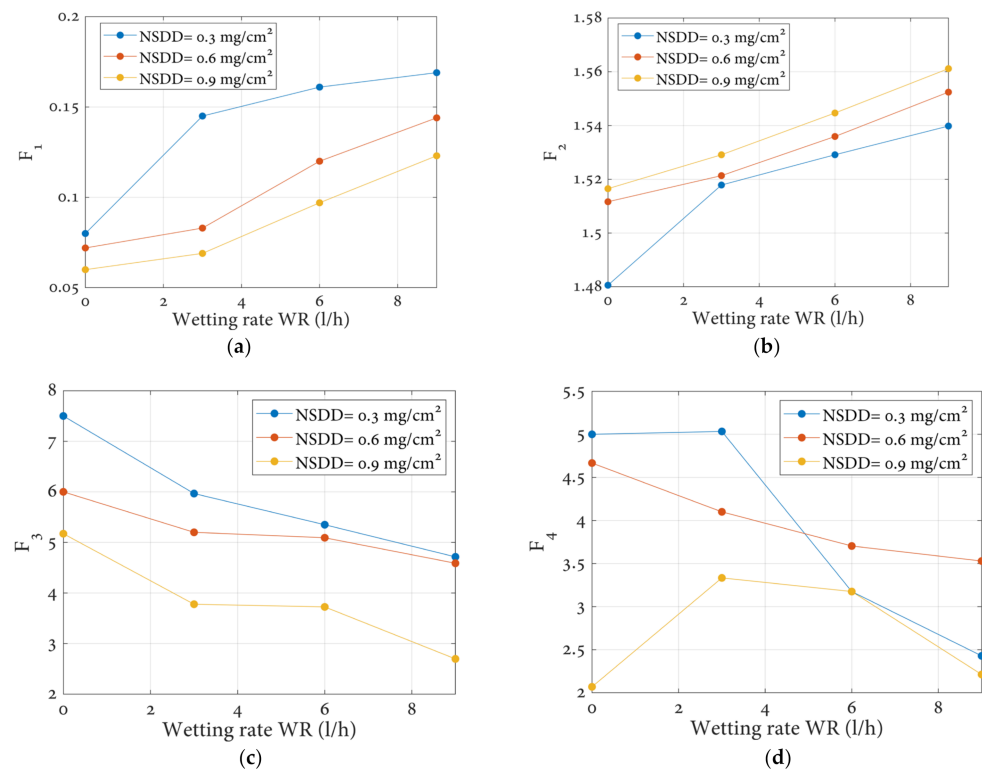 0.2
NSDD= 0.3 mg/cm²
NSDD= 0.6 mg/cm²
NSDD= 0.9 mg/cm²
0.15
F₁
0.1
0.05
0 2 4 6 8
Wetting rate WR (l/h)
(a)
1.58
NSDD= 0.3 mg/cm²
NSDD= 0.6 mg/cm²
NSDD= 0.9 mg/cm²
1.56
1.54
F₂
1.52
1.5
1.48
0 2 4 6 8
Wetting rate WR (l/h)
(b)
8
NSDD= 0.3 mg/cm²
NSDD= 0.6 mg/cm²
NSDD= 0.9 mg/cm²
7
6
F₃
5
4
3
2
0 2 4 6 8
Wetting rate WR (l/h)
(c)
5.5
NSDD= 0.3 mg/cm²
NSDD= 0.6 mg/cm²
NSDD= 0.9 mg/cm²
5
4.5
4
F₄
3.5
3
2.5
2
0 2 4 6 8
Wetting rate WR (l/h)
(d)